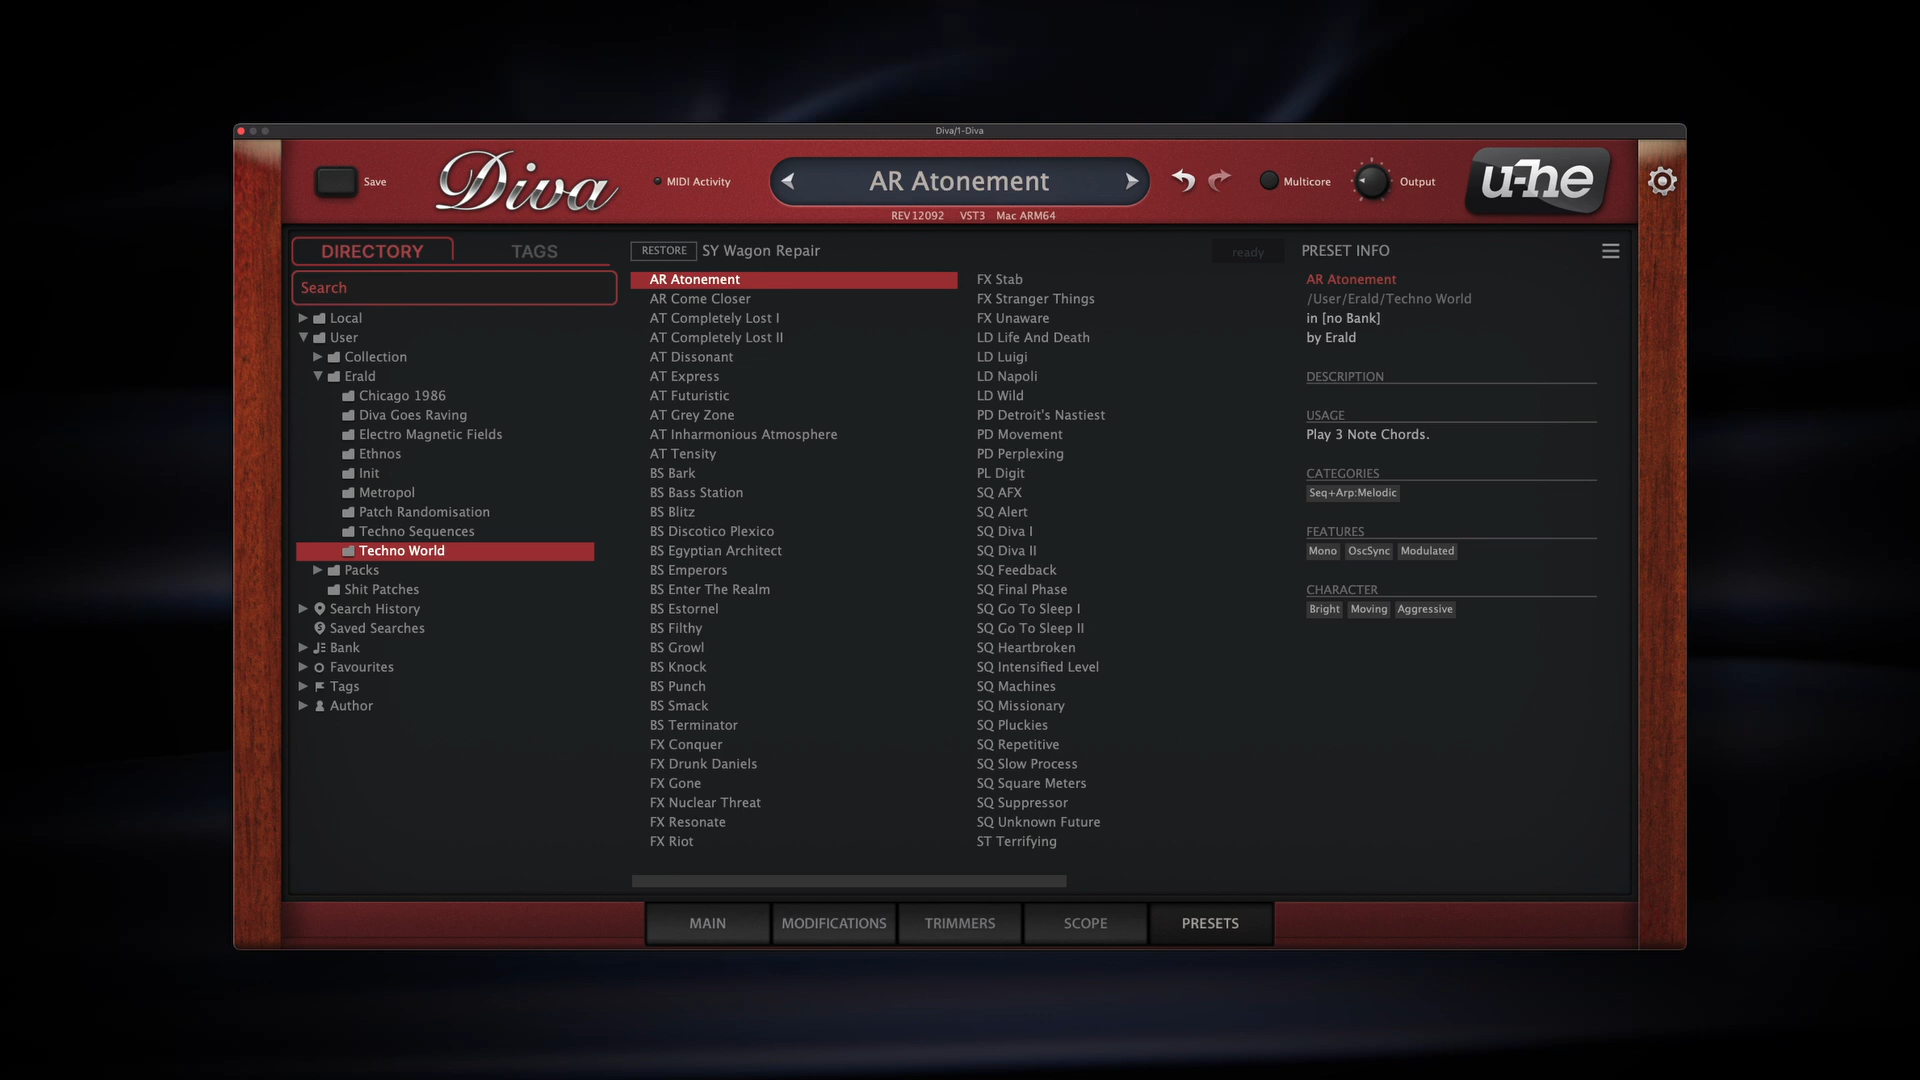 Diva/1-Diva
Save
Diva
MIDI Activity
AR Atonement
Multicore
Output
u-he
REV 12092 VST3 Mac ARM64
DIRECTORY
TAGS
Search
Local
User
Collection
Erald
Chicago 1986
Diva Goes Raving
Electro Magnetic Fields
Ethnos
Init
Metropol
Patch Randomisation
Techno Sequences
Techno World
Packs
Shit Patches
Search History
Saved Searches
Bank
Favourites
Tags
Author
RESTORE SY Wagon Repair
ready
AR Atonement
AR Come Closer
AT Completely Lost I
AT Completely Lost II
AT Dissonant
AT Express
AT Futuristic
AT Grey Zone
AT Inharmonious Atmosphere
AT Tensity
BS Bark
BS Bass Station
BS Blitz
BS Discotico Plexico
BS Egyptian Architect
BS Emperors
BS Enter The Realm
BS Estornel
BS Filthy
BS Growl
BS Knock
BS Punch
BS Smack
BS Terminator
FX Conquer
FX Drunk Daniels
FX Gone
FX Nuclear Threat
FX Resonate
FX Riot
FX Stab
FX Stranger Things
FX Unaware
LD Life And Death
LD Luigi
LD Napoli
LD Wild
PD Detroit's Nastiest
PD Movement
PD Perplexing
PL Digit
SQ AFX
SQ Alert
SQ Diva I
SQ Diva II
SQ Feedback
SQ Final Phase
SQ Go To Sleep I
SQ Go To Sleep II
SQ Heartbroken
SQ Intensified Level
SQ Machines
SQ Missionary
SQ Pluckies
SQ Repetitive
SQ Slow Process
SQ Square Meters
SQ Suppressor
SQ Unknown Future
ST Terrifying
PRESET INFO
AR Atonement
/User/Erald/Techno World
in [no Bank]
by Erald
DESCRIPTION
USAGE
Play 3 Note Chords.
CATEGORIES
Seq+Arp:Melodic
FEATURES
Mono OscSync Modulated
CHARACTER
Bright Moving Aggressive
MAIN
MODIFICATIONS
TRIMMERS
SCOPE
PRESETS